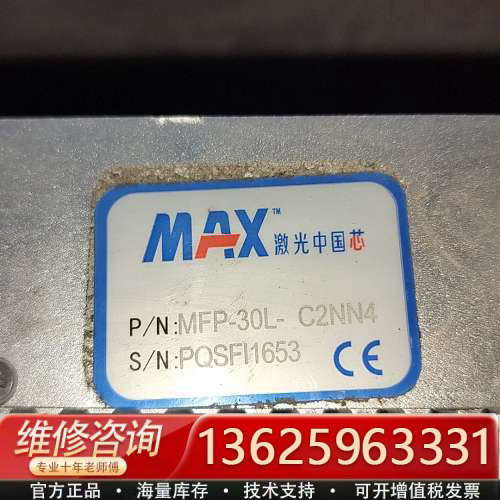 MAX™ 激光中国芯
P/N:MFP-30L- C2NN4
S/N:PQSFI1653 CE
维修咨询 13625963331
专业十年老师傅
官方正品 · 海量库存 · 技术支持 · 可开增值税发票